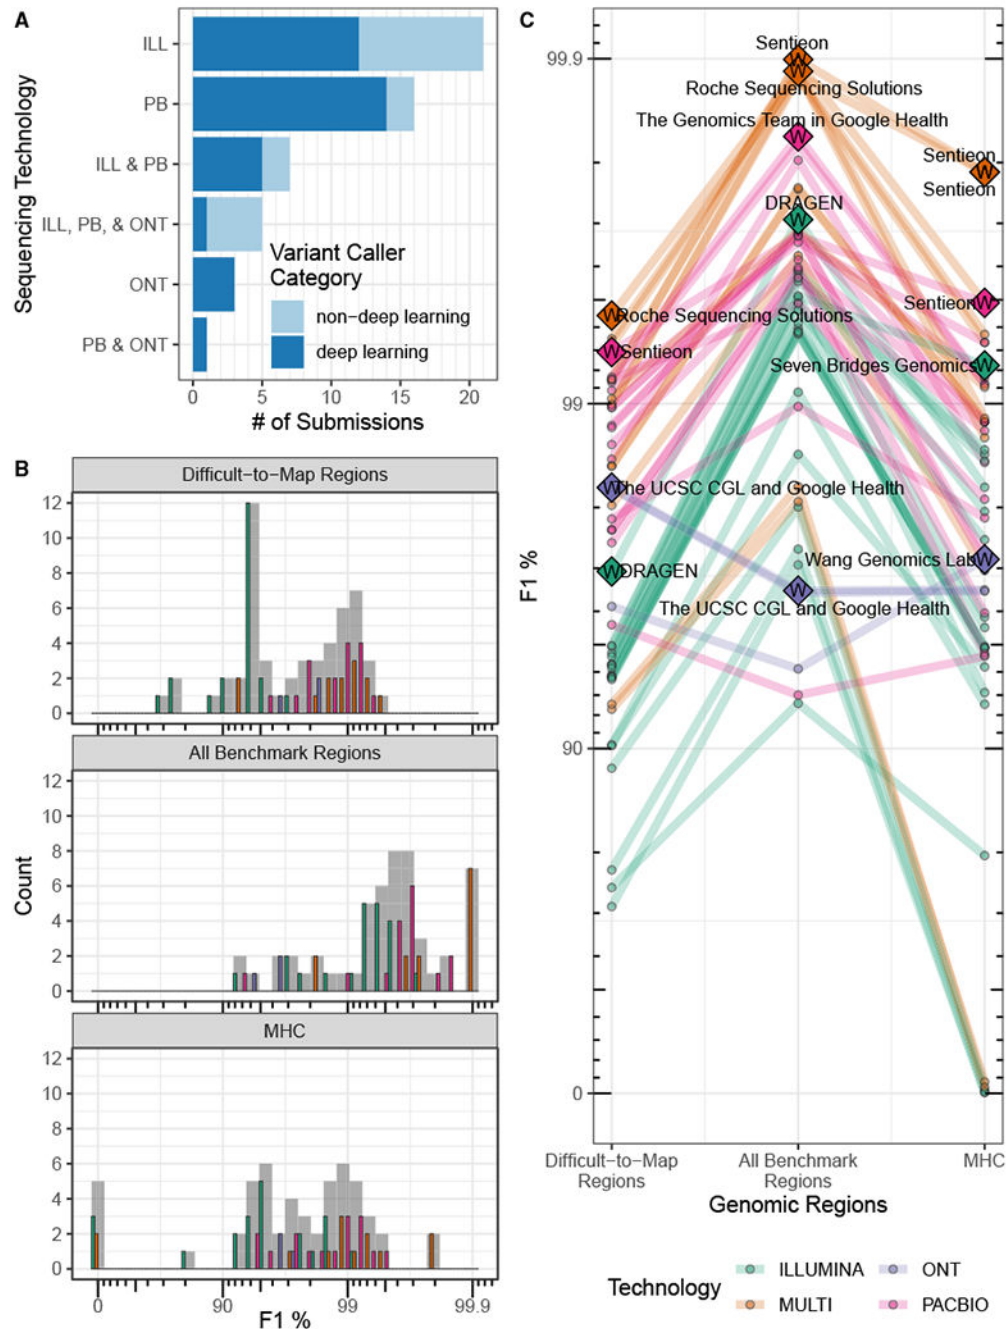 A
Sequencing Technology
ILL
PB
ILL & PB
ILL, PB, & ONT
ONT
PB & ONT
Variant Caller
Category
non-deep learning
deep learning
0
5
10
15
20
# of Submissions
B
Count
Difficult-to-Map Regions
12
10
8
6
4
2
0
All Benchmark Regions
12
10
8
6
4
2
0
MHC
12
10
8
6
4
2
0
0
90
99
99.9
F1 %
C
F1 %
99.9
99
90
0
Sentieon
W
W
Roche Sequencing Solutions
The Genomics Team in Google Health
W
Sentieon
W
Sentieon
DRAGEN
W
W
Roche Sequencing Solutions
Sentieon
W
W
Sentieon
Seven Bridges Genomics
W
W
The UCSC CGL and Google Health
W
DRAGEN
Wang Genomics Lab
W
W
The UCSC CGL and Google Health
Difficult-to-Map
Regions
All Benchmark
Regions
MHC
Genomic Regions
Technology
ILLUMINA
ONT
MULTI
PACBIO